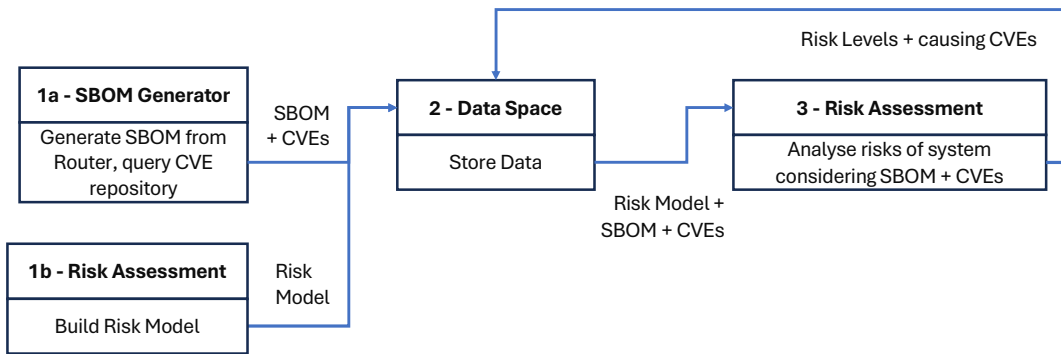 Risk Levels + causing CVEs
1a - SBOM Generator
Generate SBOM from
Router, query CVE
repository
SBOM
+ CVEs
2 - Data Space
Store Data
3 - Risk Assessment
Analyse risks of system
considering SBOM + CVEs
Risk Model +
SBOM + CVEs
1b - Risk Assessment
Build Risk Model
Risk
Model